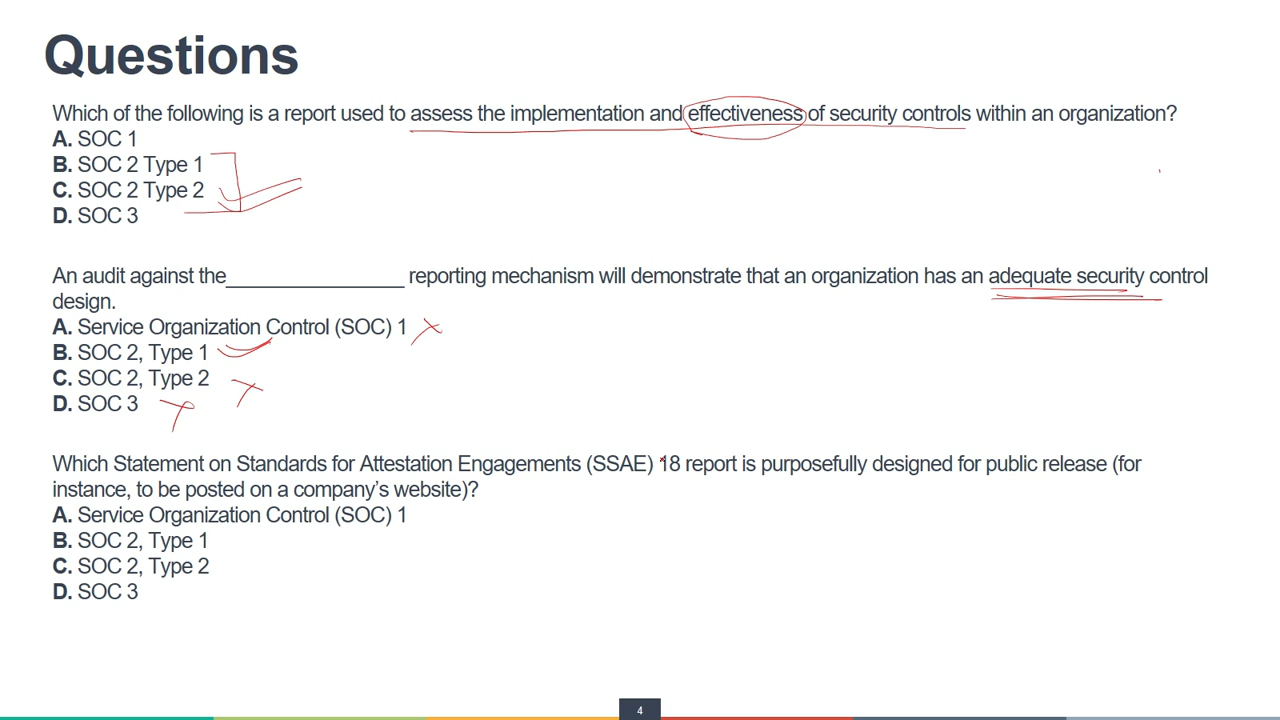 Questions
Which of the following is a report used to assess the implementation and effectiveness of security controls within an organization?
A. SOC 1
B. SOC 2 Type 1
C. SOC 2 Type 2
D. SOC 3
An audit against the_________________ reporting mechanism will demonstrate that an organization has an adequate security control
design.
A. Service Organization Control (SOC) 1
B. SOC 2, Type 1
C. SOC 2, Type 2
D. SOC 3
Which Statement on Standards for Attestation Engagements (SSAE) 18 report is purposefully designed for public release (for
instance, to be posted on a company’s website)?
A. Service Organization Control (SOC) 1
B. SOC 2, Type 1
C. SOC 2, Type 2
D. SOC 3
4